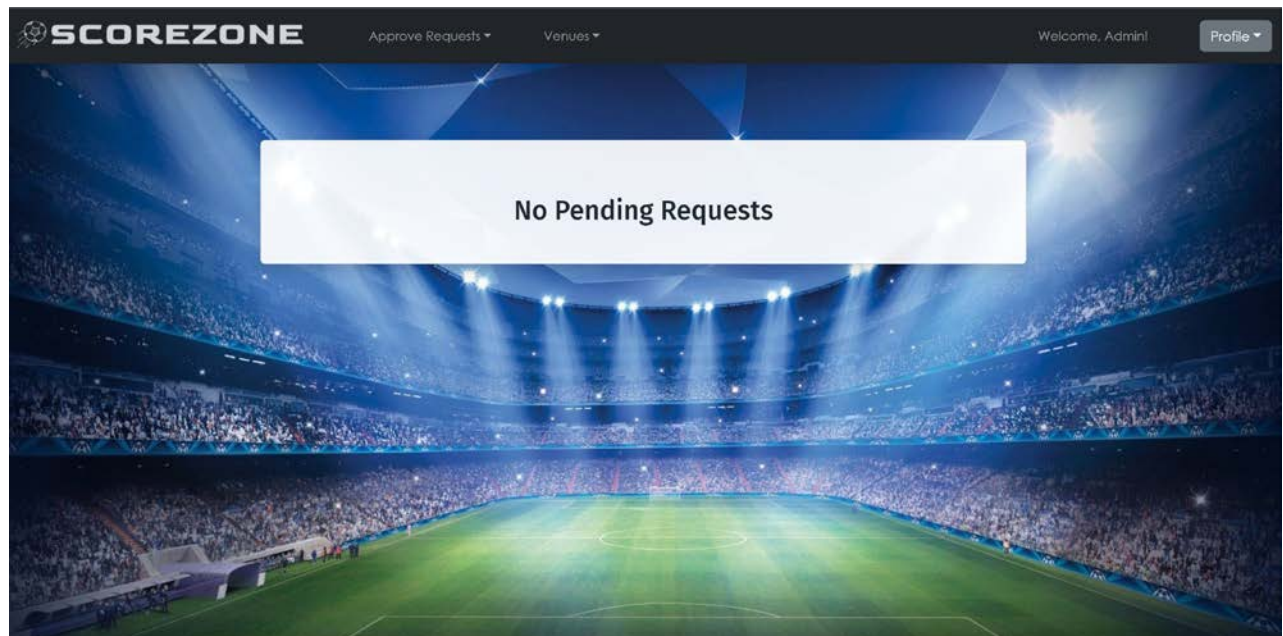 SCOREZONE Approve Requests Venues Welcome, Admin! Profile
No Pending Requests